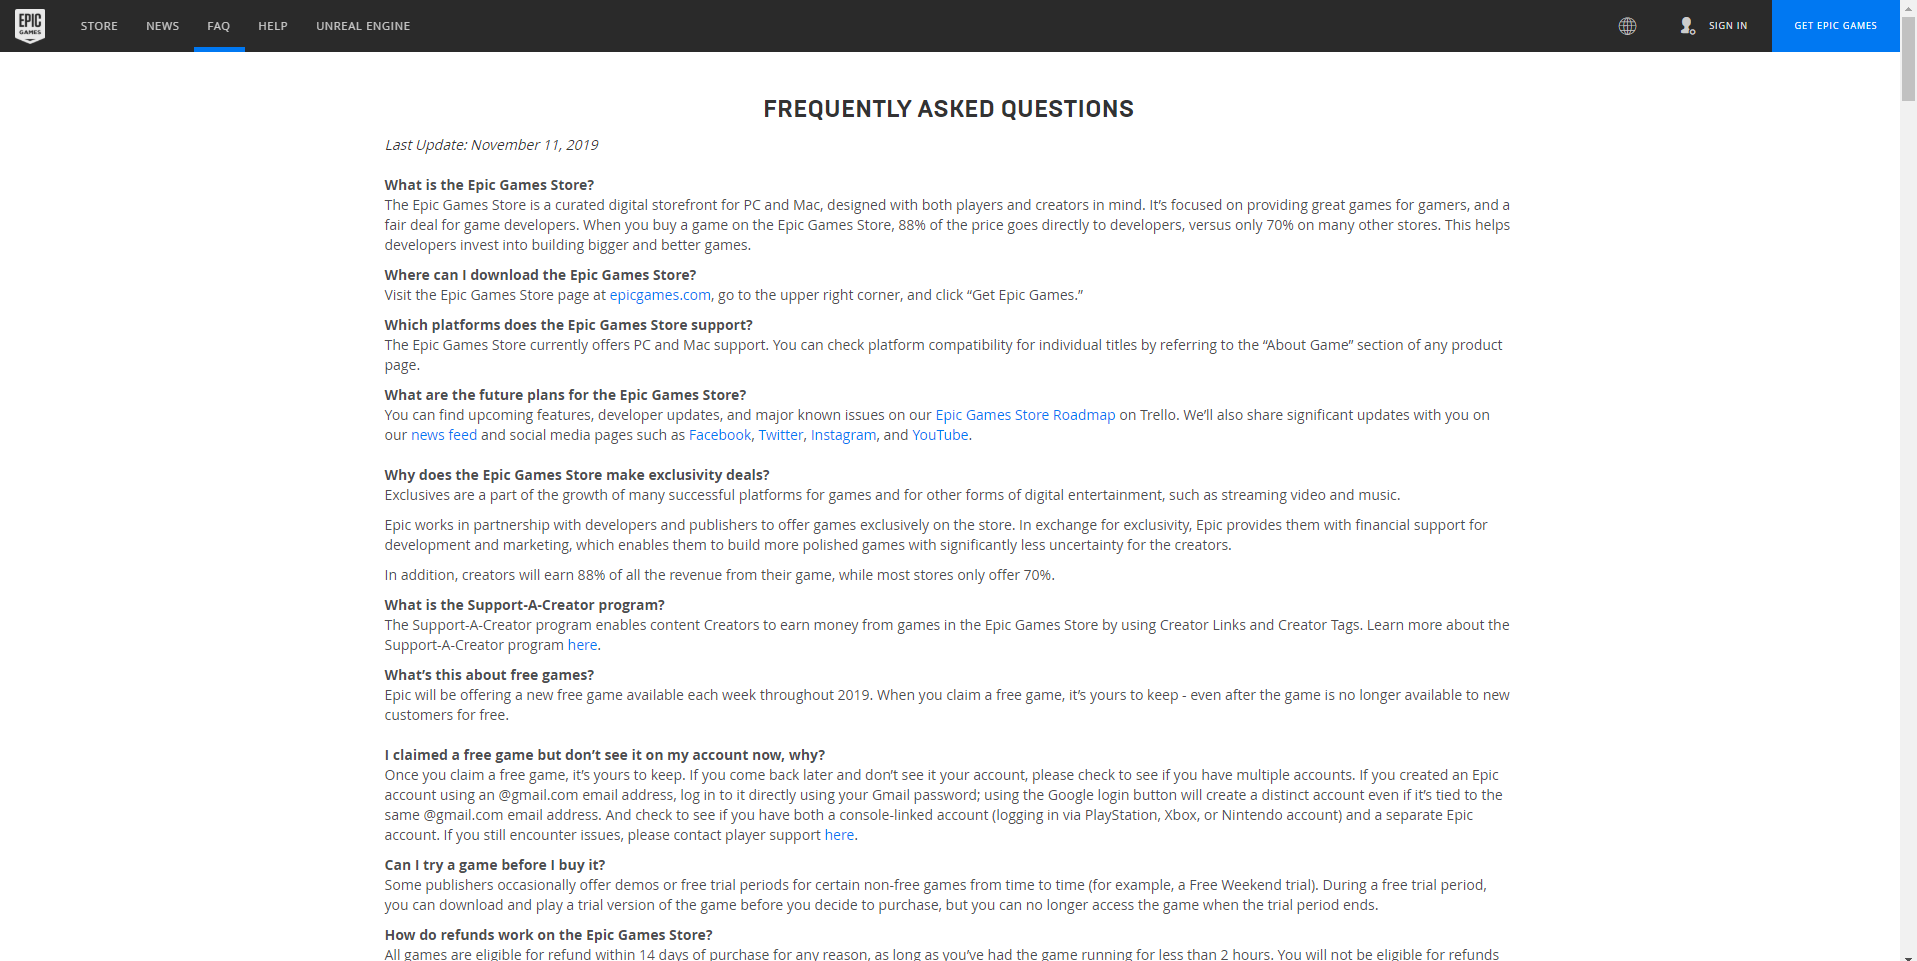 EPIC
GAMES
STORE
NEWS
FAQ
HELP
UNREAL ENGINE
SIGN IN
GET EPIC GAMES
FREQUENTLY ASKED QUESTIONS
Last Update: November 11, 2019
What is the Epic Games Store?
The Epic Games Store is a curated digital storefront for PC and Mac, designed with both players and creators in mind. It’s focused on providing great games for gamers, and a
fair deal for game developers. When you buy a game on the Epic Games Store, 88% of the price goes directly to developers, versus only 70% on many other stores. This helps
developers invest into building bigger and better games.
Where can I download the Epic Games Store?
Visit the Epic Games Store page at epicgames.com, go to the upper right corner, and click “Get Epic Games.”
Which platforms does the Epic Games Store support?
The Epic Games Store currently offers PC and Mac support. You can check platform compatibility for individual titles by referring to the “About Game” section of any product
page.
What are the future plans for the Epic Games Store?
You can find upcoming features, developer updates, and major known issues on our Epic Games Store Roadmap on Trello. We’ll also share significant updates with you on
our news feed and social media pages such as Facebook, Twitter, Instagram, and YouTube.
Why does the Epic Games Store make exclusivity deals?
Exclusives are a part of the growth of many successful platforms for games and for other forms of digital entertainment, such as streaming video and music.
Epic works in partnership with developers and publishers to offer games exclusively on the store. In exchange for exclusivity, Epic provides them with financial support for
development and marketing, which enables them to build more polished games with significantly less uncertainty for the creators.
In addition, creators will earn 88% of all the revenue from their game, while most stores only offer 70%.
What is the Support-A-Creator program?
The Support-A-Creator program enables content Creators to earn money from games in the Epic Games Store by using Creator Links and Creator Tags. Learn more about the
Support-A-Creator program here.
What’s this about free games?
Epic will be offering a new free game available each week throughout 2019. When you claim a free game, it’s yours to keep - even after the game is no longer available to new
customers for free.
I claimed a free game but don’t see it on my account now, why?
Once you claim a free game, it’s yours to keep. If you come back later and don’t see it your account, please check to see if you have multiple accounts. If you created an Epic
account using an @gmail.com email address, log in to it directly using your Gmail password; using the Google login button will create a distinct account even if it’s tied to the
same @gmail.com email address. And check to see if you have both a console-linked account (logging in via PlayStation, Xbox, or Nintendo account) and a separate Epic
account. If you still encounter issues, please contact player support here.
Can I try a game before I buy it?
Some publishers occasionally offer demos or free trial periods for certain non-free games from time to time (for example, a Free Weekend trial). During a free trial period,
you can download and play a trial version of the game before you decide to purchase, but you can no longer access the game when the trial period ends.
How do refunds work on the Epic Games Store?
All games are eligible for refund within 14 days of purchase for any reason, as long as you’ve had the game running for less than 2 hours. You will not be eligible for refunds